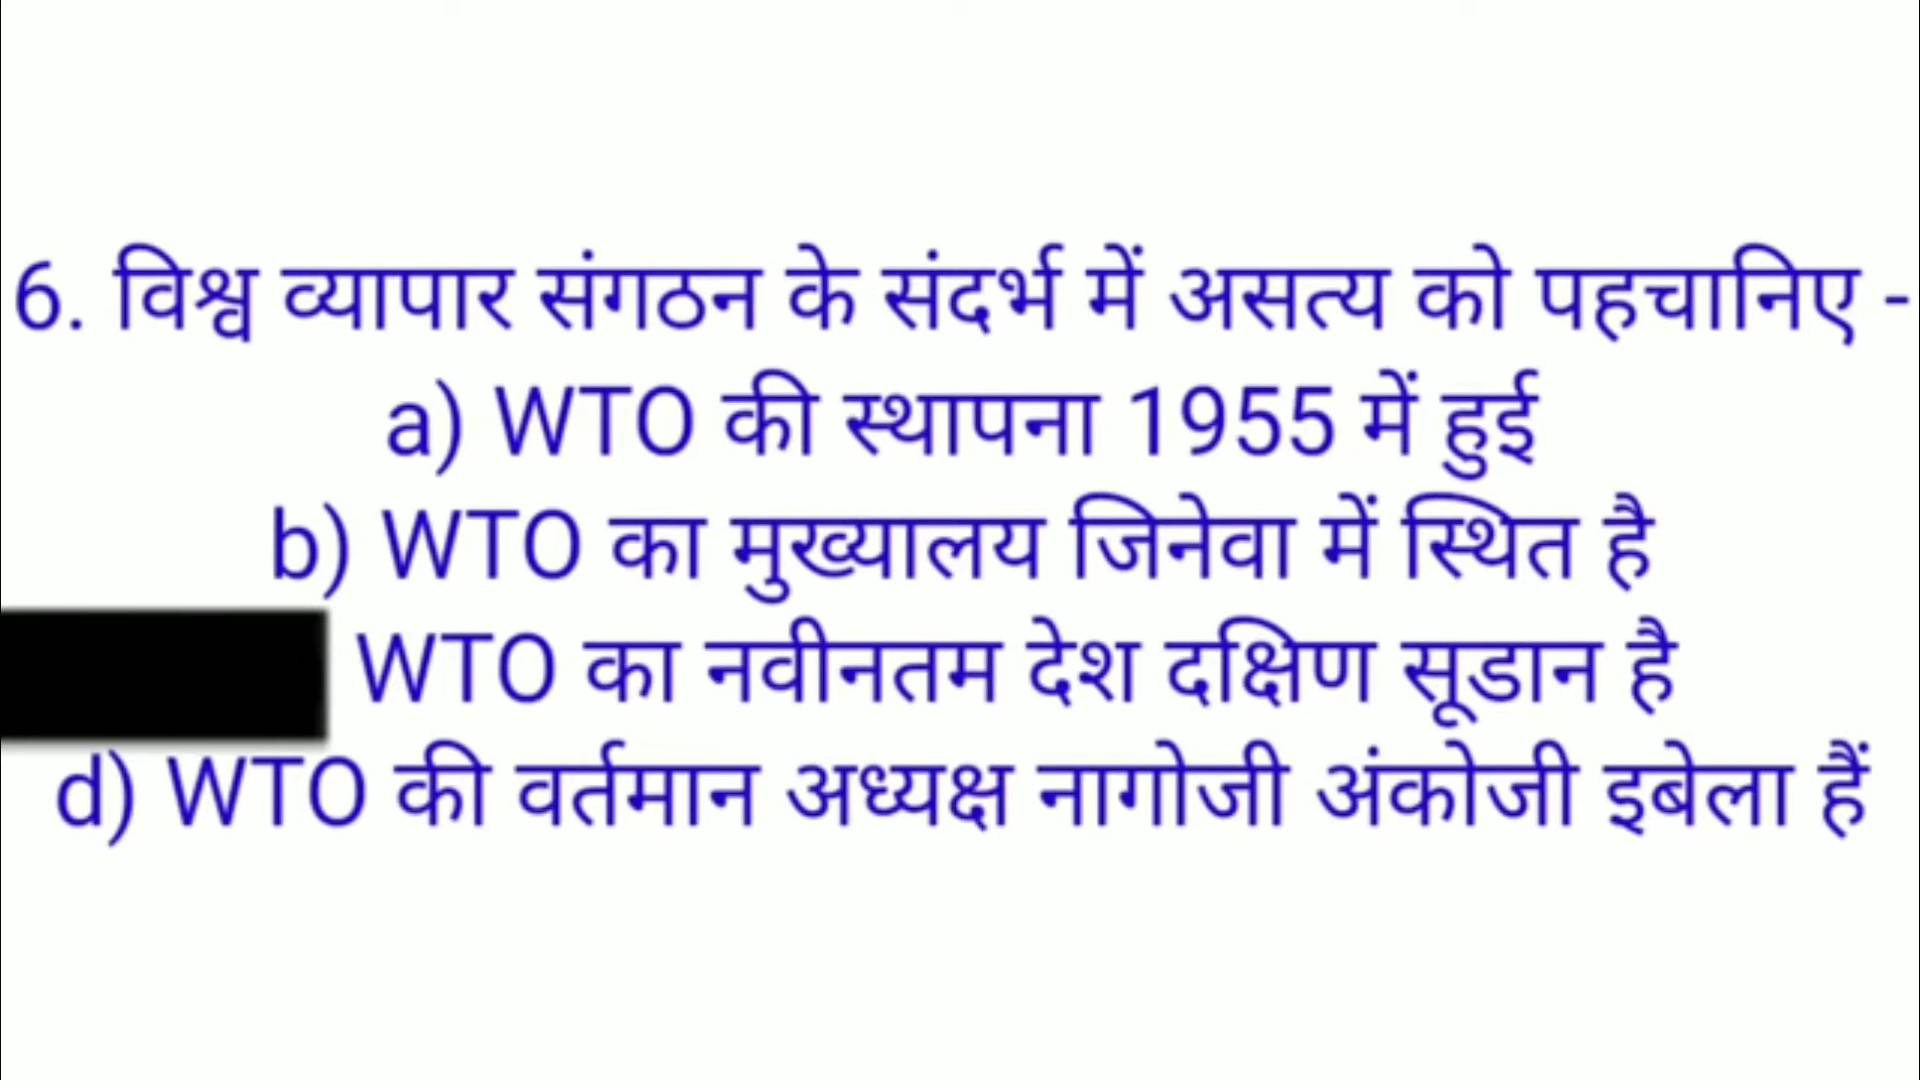 6. विश्व व्यापार संगठन के संदर्भ में असत्य को पहचानिए -
a) WTO की स्थापना 1955 में हुई
b) WTO का मुख्यालय जिनेवा में स्थित है
WTO का नवीनतम देश दक्षिण सूडान है
d) WTO की वर्तमान अध्यक्ष नागोजी अंकोजी इबेला हैं